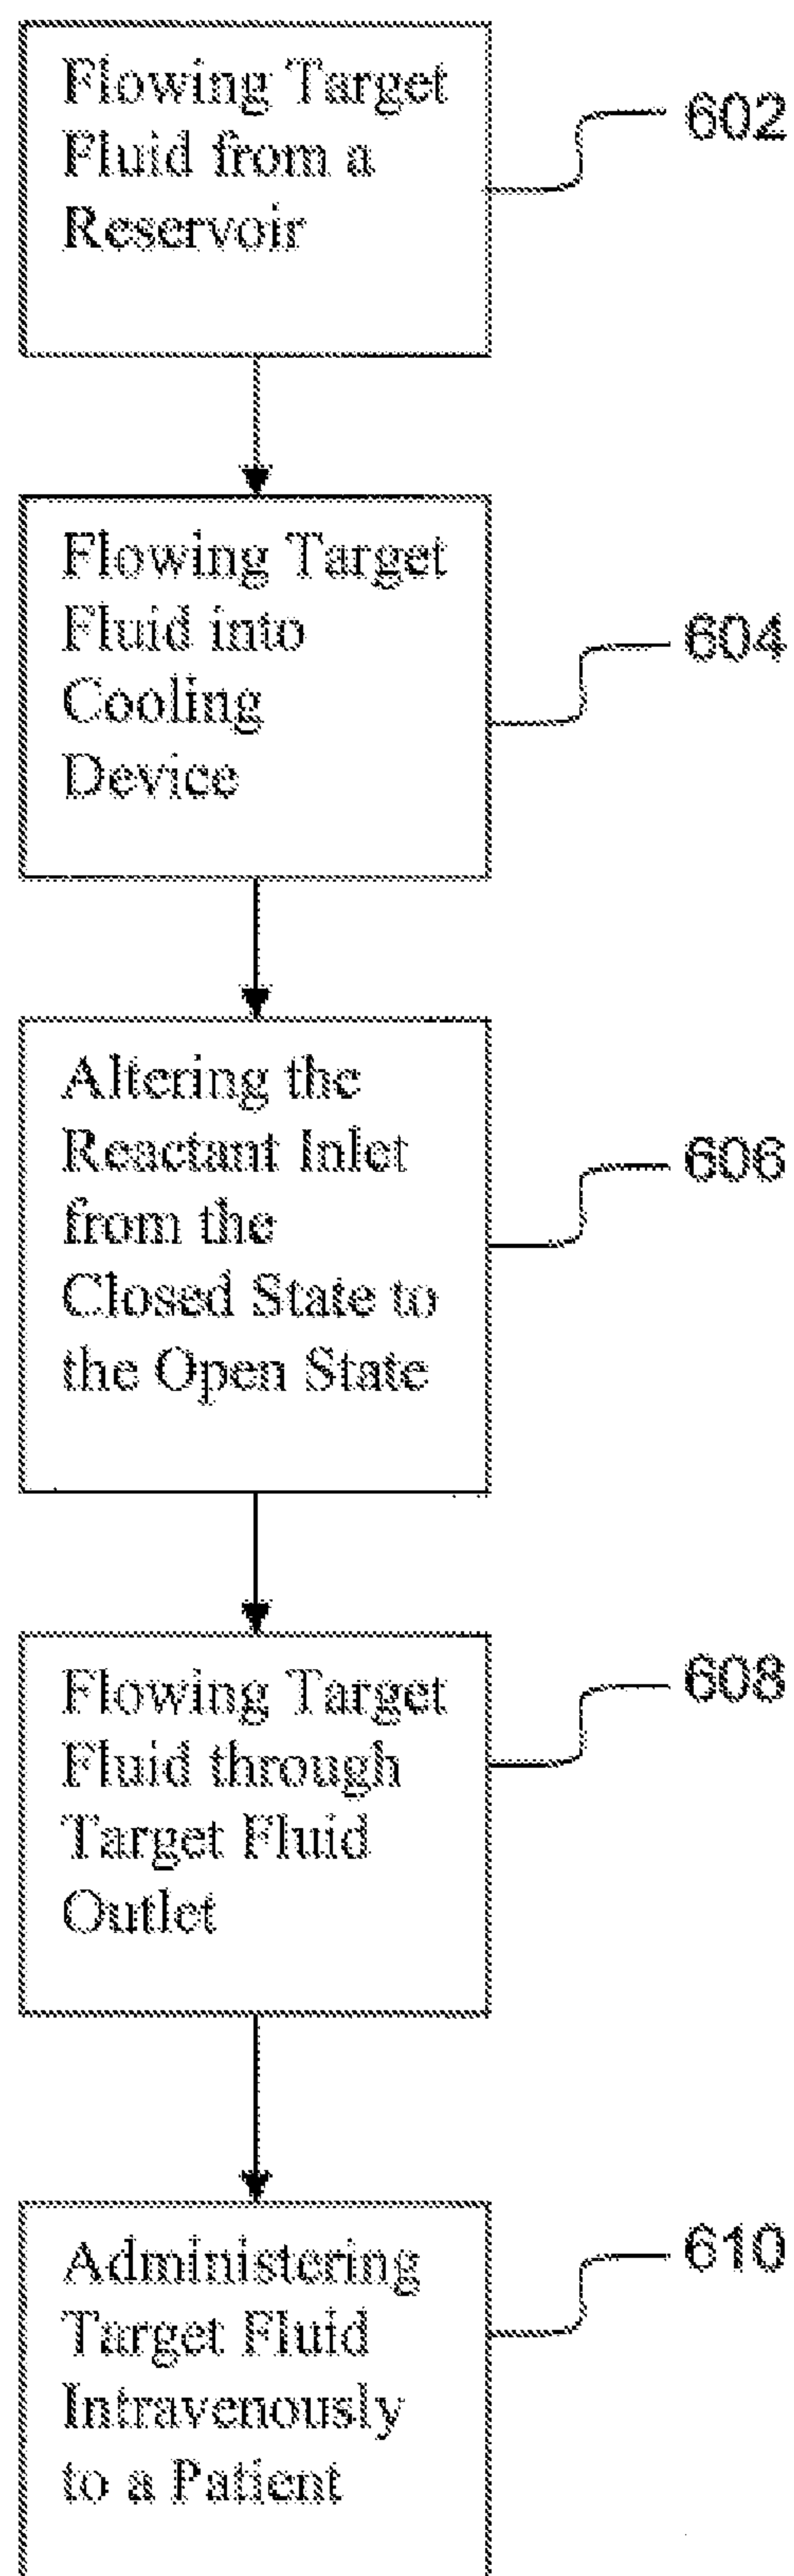 Flowing Target
Fluid from a
Reservoir
602
Flowing Target
Fluid into
Cooling
Device
604
Altering the
Reactant Inlet
from the
Closed State to
the Open State
606
Flowing Target
Fluid through
Target Fluid
Outlet
608
Administering
Target Fluid
Intravenously
to a Patient
610